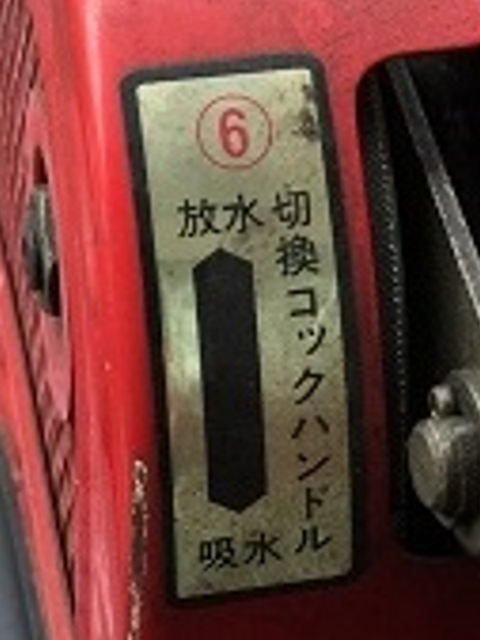 ⑥
切換コックハンドル
放水
吸水